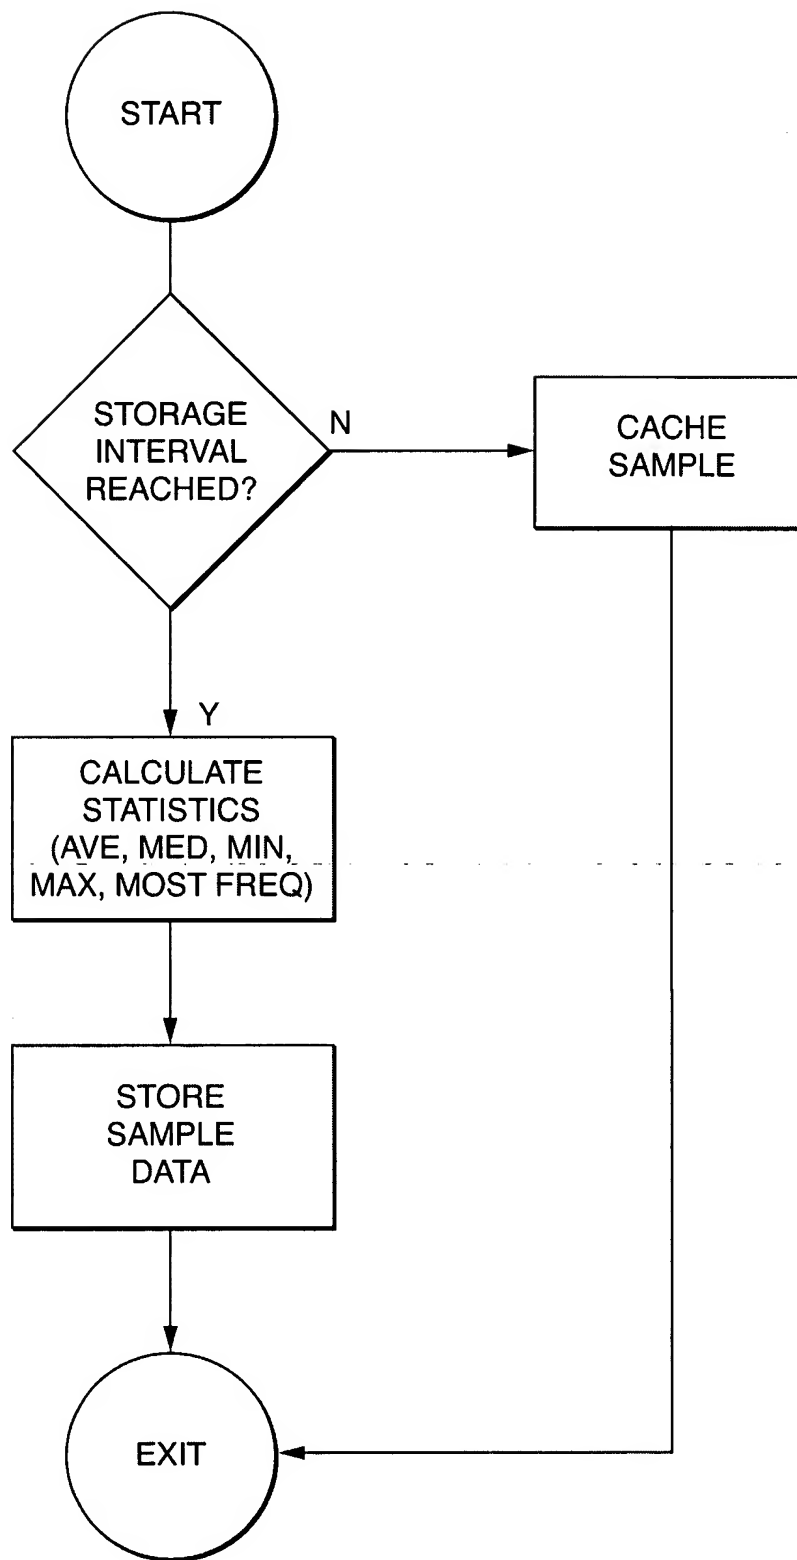 START
STORAGE
INTERVAL
REACHED?
N
CACHE
SAMPLE
Y
CALCULATE
STATISTICS
(AVE, MED, MIN,
MAX, MOST FREQ)
STORE
SAMPLE
DATA
EXIT